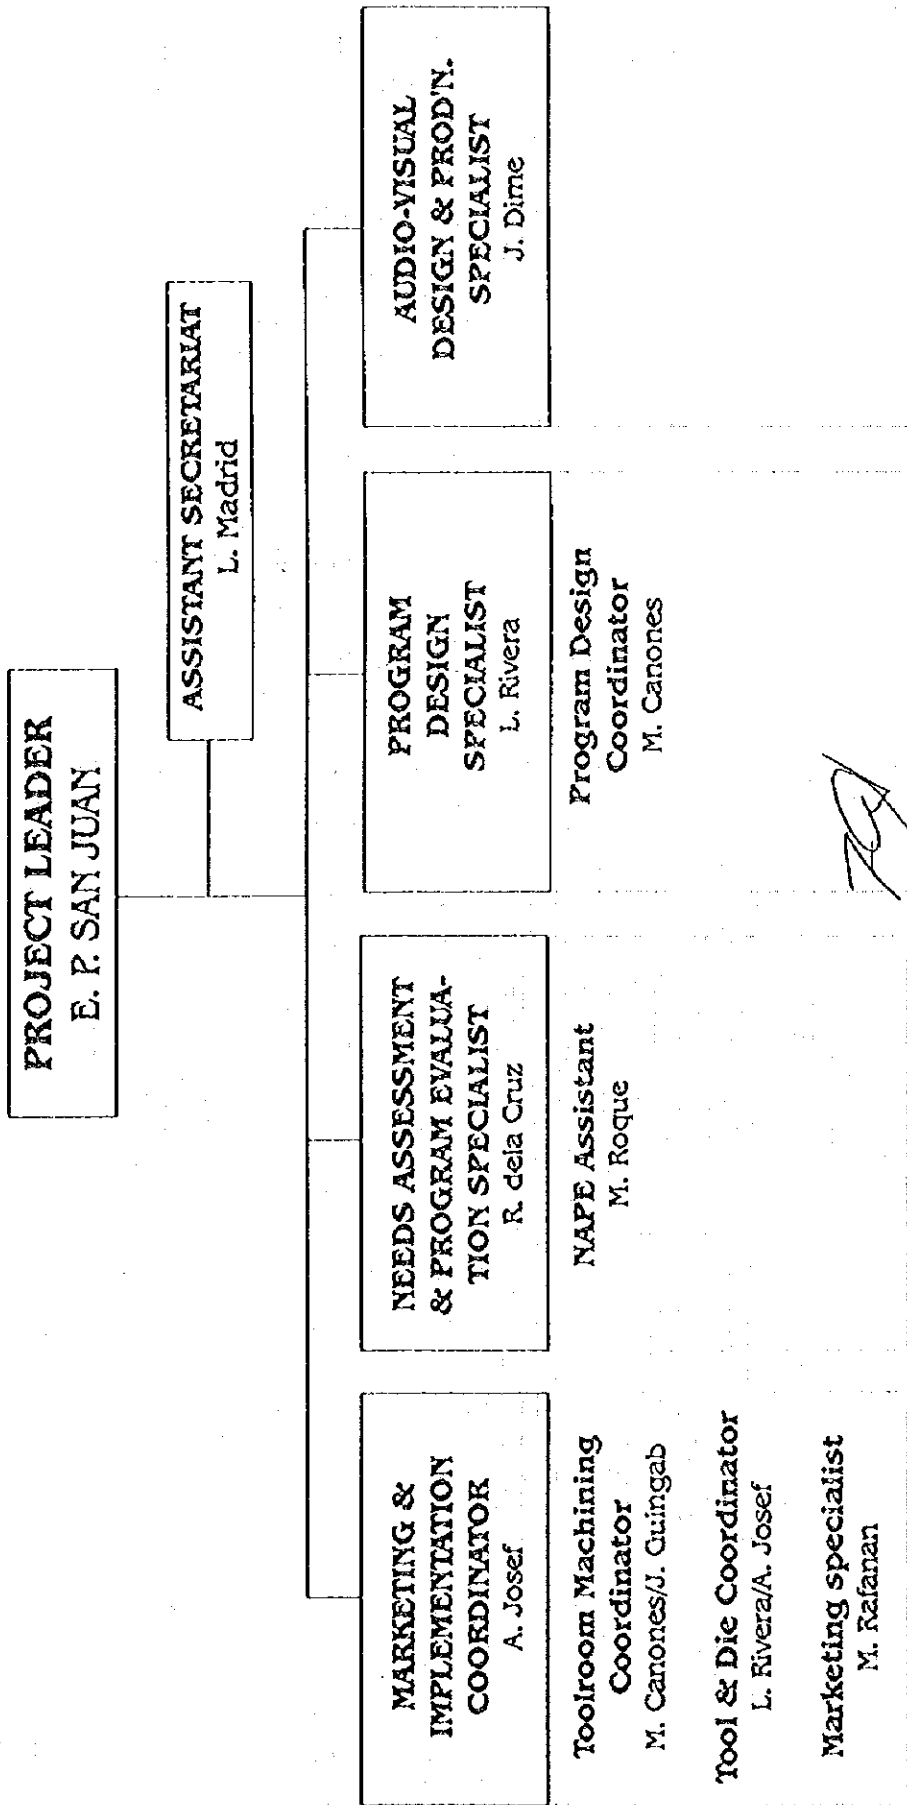 PROJECT LEADER
E. P. SAN JUAN
ASSISTANT SECRETARIAT
L. Madrid
MARKETING &
IMPLEMENTATION
COORDINATOR
A. Josef
Toolroom Machining
Coordinator
M. Canones/J. Guingab
Tool & Die Coordinator
L. Rivera/A. Josef
Marketing specialist
M. Rafanan
NEEDS ASSESSMENT
& PROGRAM EVALUA-
TION SPECIALIST
R. dela Cruz
NAPE Assistant
M. Roque
PROGRAM
DESIGN
SPECIALIST
L. Rivera
Program Design
Coordinator
M. Canones
AUDIO-VISUAL
DESIGN & PROD'N.
SPECIALIST
J. Dime